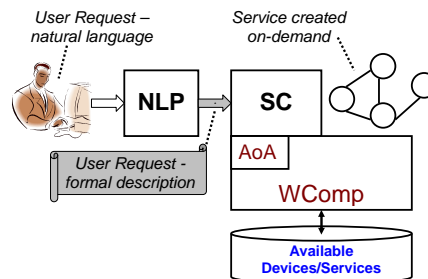 User Request –
natural language
Service created
on-demand
NLP
SC
AoA
User Request -
formal description
WComp
Available
Devices/Services